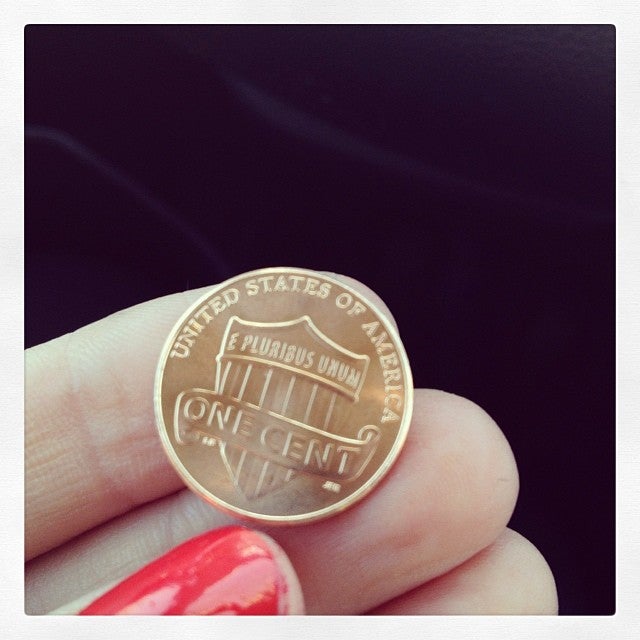 UNITED STATES OF AMERICA
E PLURIBUS UNUM
ONE CENT